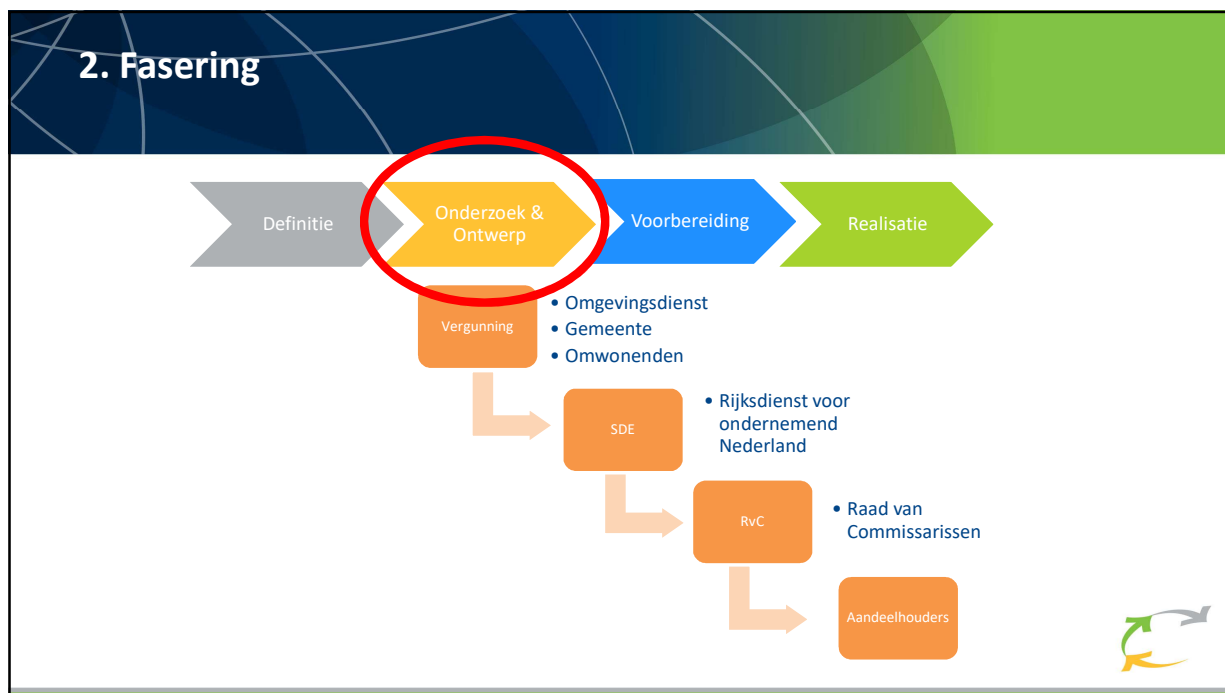 2. Fasering
Definitie
Onderzoek &
Ontwerp
Voorbereiding
Realisatie
Vergunning
• Omgevingsdienst
• Gemeente
• Omwonenden
SDE
• Rijksdienst voor
ondernemend
Nederland
RvC
• Raad van
Commissarissen
Aandeelhouders